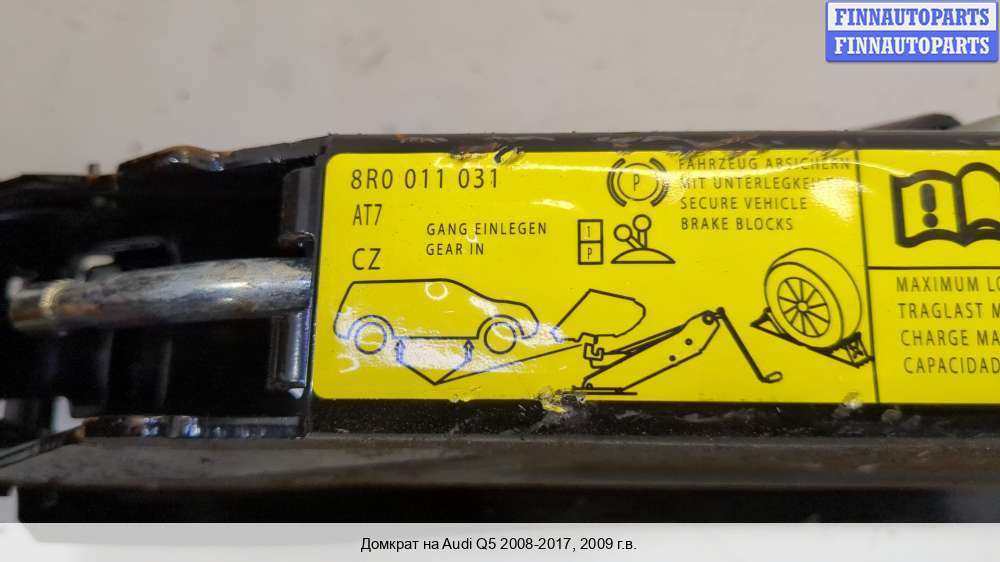 FINNAUTOPARTS
FINNAUTOPARTS
8R0 011 031
AT7
CZ
GANG EINLEGEN
GEAR IN
P
1
P
FAHRZEUG ABSICHERN
MIT UNTERLEGKEI
SECURE VEHICLE
BRAKE BLOCKS
!
MAXIMUM LO
TRAGLAST M
CHARGE MA
CAPACIDAD
Домкрат на Audi Q5 2008-2017, 2009 г.в.